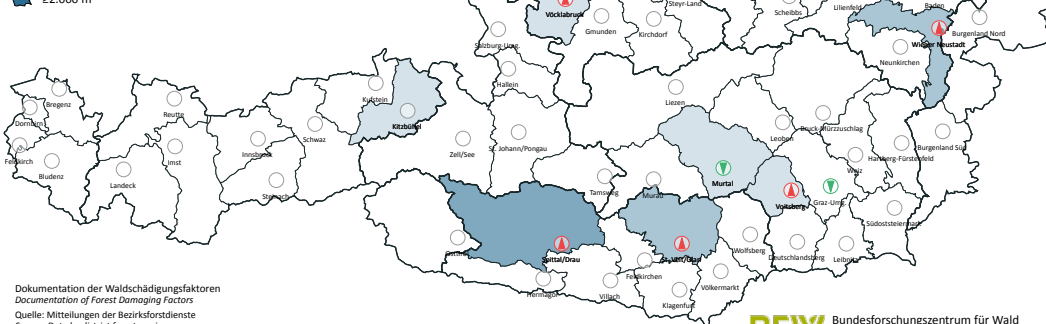 ≥2.000 m³
Steyr-Land
Scheibbs
Lilienfeld
Baden
Vöcklabruck
Gmunden
Kirchdorf
Wiener Neustadt
Burgenland Nord
Salzburg-Umg.
Neunkirchen
Hallein
Bregenz
Kufstein
Liezen
Dornbirn
Reutte
Kitzbühel
Leoben
Bruck-Mürzzuschlag
Schwaz
Feldkirch
Imst
Innsbruck
Zell/See
St. Johann/Pongau
Burgenland Süd
Hartberg-Fürstenfeld
Bludenz
Landeck
Steinach
Tamsweg
Murau
Murtal
Weiz
Voitsberg
Graz-Umg.
Südoststeiermark
Osttirol
Spittal/Drau
St. Veit/Glan
Wolfsberg
Deutschlandsberg
Leibnitz
Feldkirchen
Hermagor
Villach
Klagenfurt
Völkermarkt
Dokumentation der Waldschädigungsfaktoren
Documentation of Forest Damaging Factors
Quelle: Mitteilungen der Bezirksforstdienste
BFW
Bundesforschungszentrum für Wald